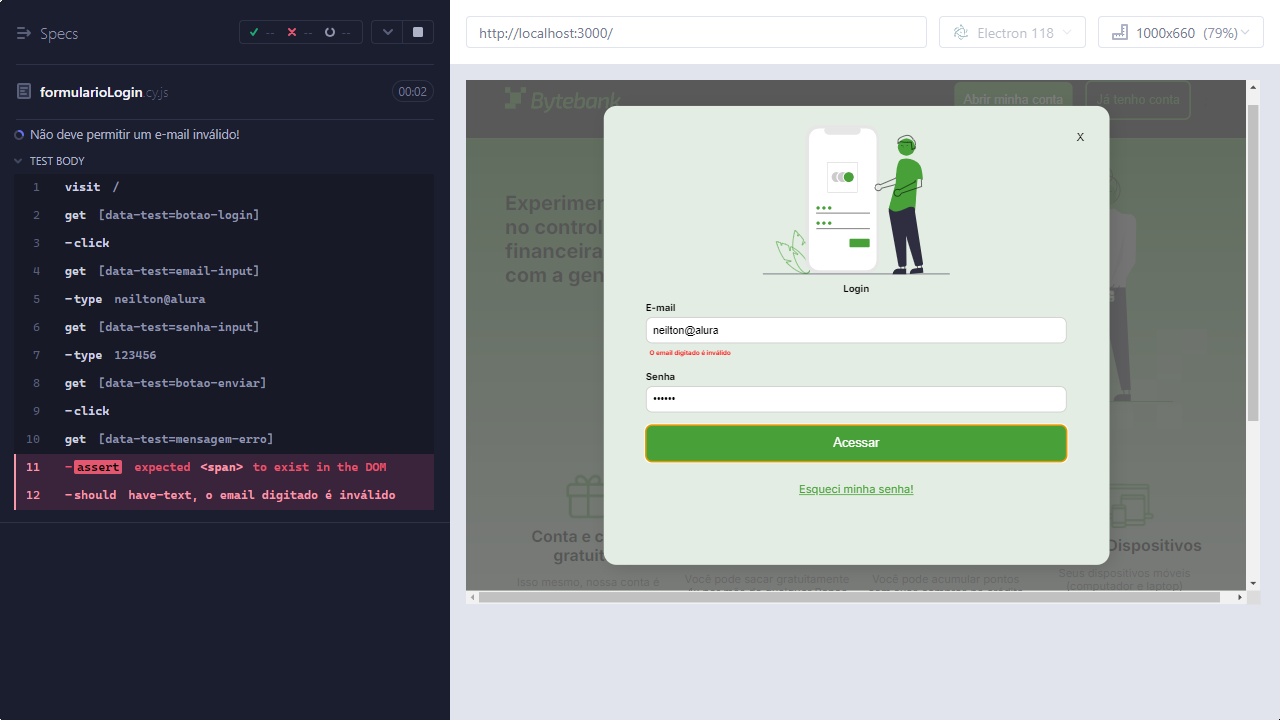 Specs
-- -- --
formularioLogin.cy.js
00:02
Não deve permitir um e-mail inválido!
TEST BODY
1 visit /
2 get [data-test=botao-login]
3 -click
4 get [data-test=email-input]
5 -type neilton@alura
6 get [data-test=senha-input]
7 -type 123456
8 get [data-test=botao-enviar]
9 -click
10 get [data-test=mensagem-erro]
11 -assert expected <span> to exist in the DOM
12 -should have-text, o email digitado é inválido
http://localhost:3000/
Electron 118
1000x660 (79%)
Bytebank
Abrir minha conta
Já tenho conta
X
Experimen
no control
financeira
com a gen
Login
E-mail
neilton@alura
O email digitado é inválido
Senha
••••••
Acessar
Esqueci minha senha!
Conta e c
gratui
Isso mesmo, nossa conta é
Você pode sacar gratuitamente
Você pode acumular pontos
Dispositivos
Seus dispositivos móveis
(computador e laptop)